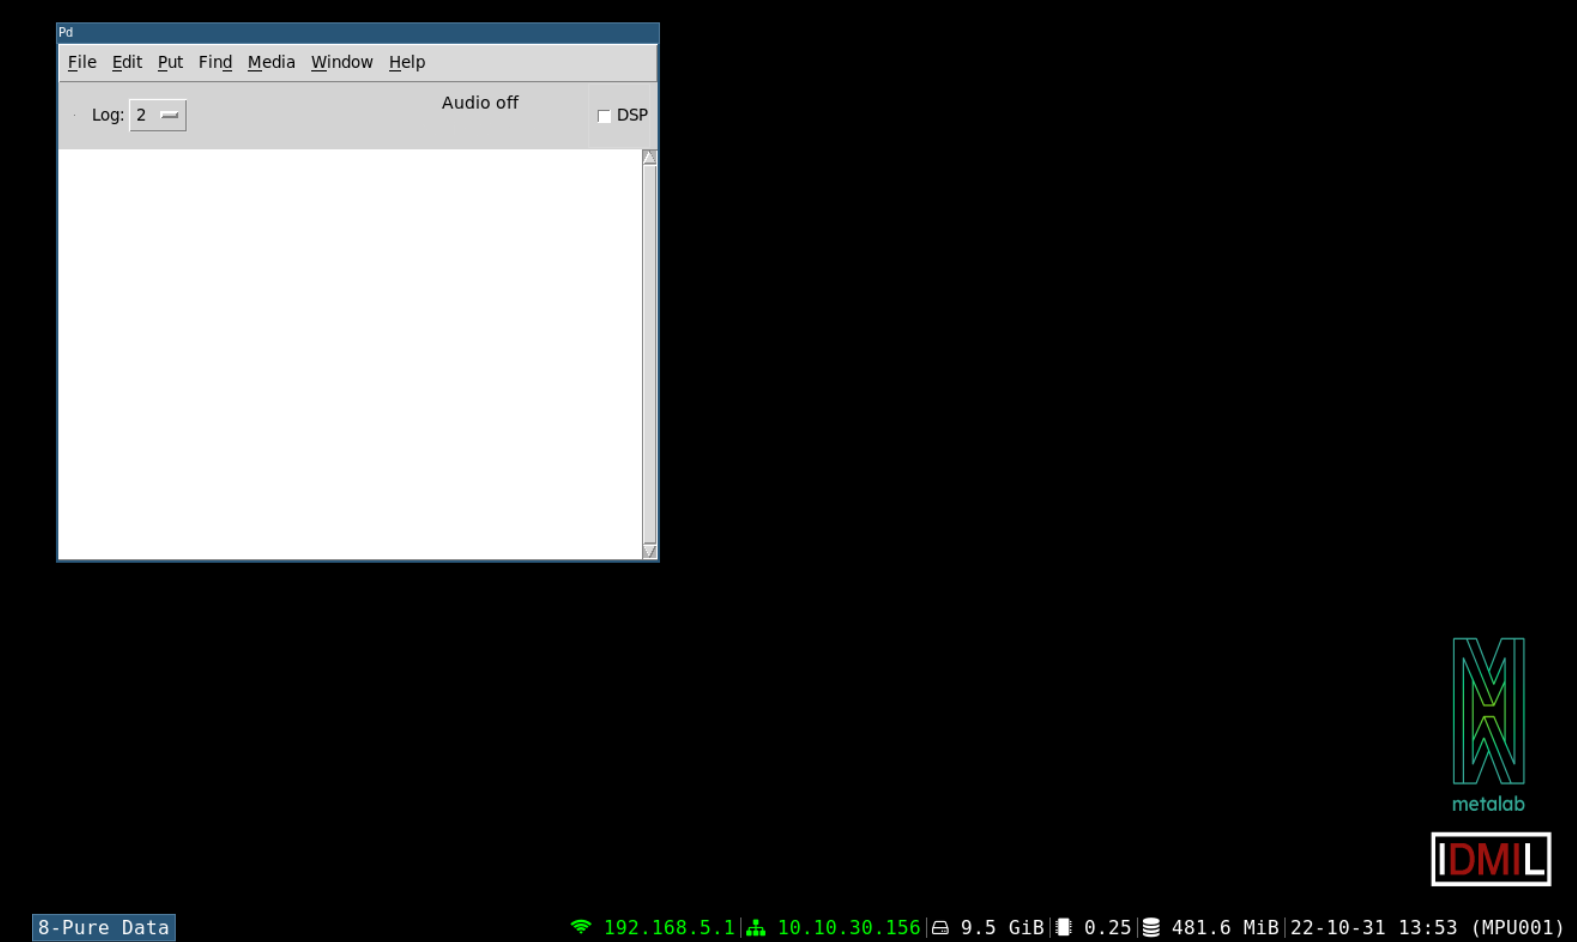 Pd
File Edit Put Find Media Window Help
Audio off
Log: 2 DSP
metalab
IDMIL
8-Pure Data 192.168.5.1 10.10.30.156 9.5 GiB 0.25 481.6 MiB 22-10-31 13:53 (MPU001)